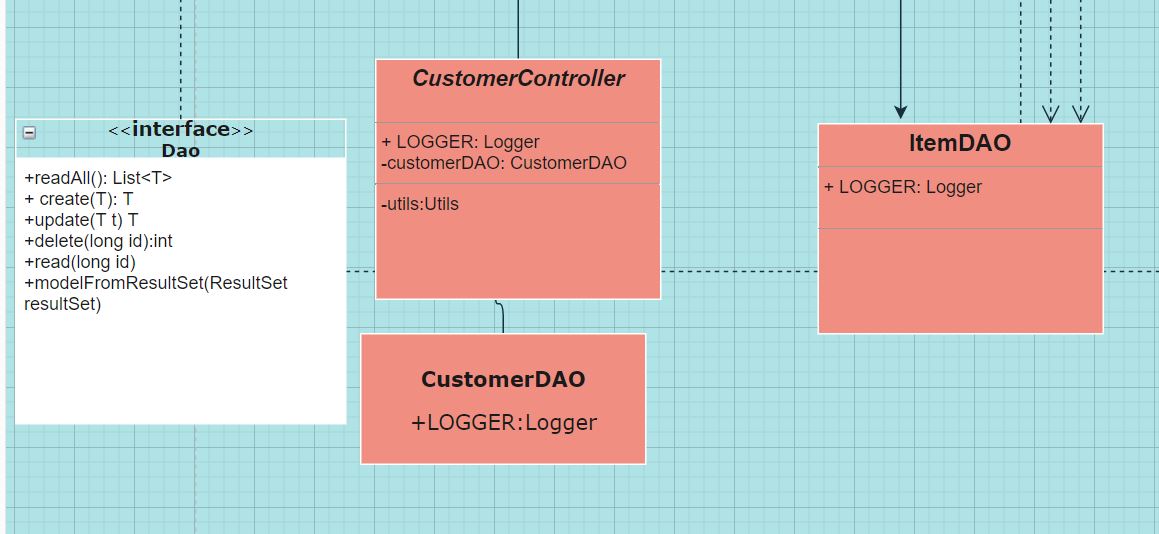 <<interface>>
Dao
+readAll(): List<T>
+ create(T): T
+update(T t) T
+delete(long id):int
+read(long id)
+modelFromResultSet(ResultSet
resultSet)
CustomerController
+ LOGGER: Logger
-customerDAO: CustomerDAO
-utils:Utils
CustomerDAO
+LOGGER:Logger
ItemDAO
+ LOGGER: Logger